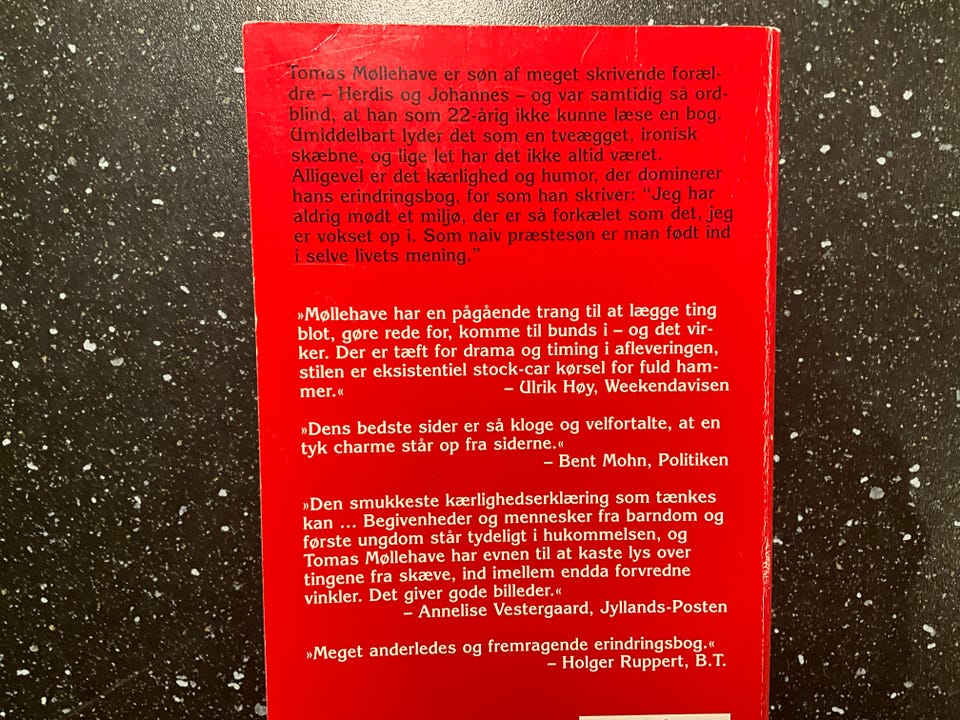 Tomas Møllehave er søn af meget skrivende foræl-
dre – Herdis og Johannes – og var samtidig så ord-
blind, at han som 22-årig ikke kunne læse en bog.
Umiddelbart lyder det som en tveægget, ironisk
skæbne, og lige let har det ikke altid været.
Alligevel er det kærlighed og humor, der dominerer
hans erindringsbog, for som han skriver: “Jeg har
aldrig mødt et miljø, der er så forkælet som det, jeg
er vokset op i. Som naiv præstesøn er man født ind
i selve livets mening.”
»Møllehave har en pågående trang til at lægge ting
blot, gøre rede for, komme til bunds i – og det vir-
ker. Der er tæft for drama og timing i afleveringen,
stilen er eksistentiel stock-car kørsel for fuld ham-
mer.« – Ulrik Høy, Weekendavisen
»Dens bedste sider er så kloge og velfortalte, at en
tyk charme står op fra siderne.«
– Bent Mohn, Politiken
»Den smukkeste kærlighedserklæring som tænkes
kan ... Begivenheder og mennesker fra barndom og
første ungdom står tydeligt i hukommelsen, og
Tomas Møllehave har evnen til at kaste lys over
tingene fra skæve, ind imellem endda forvredne
vinkler. Det giver gode billeder.«
– Annelise Vestergaard, Jyllands-Posten
»Meget anderledes og fremragende erindringsbog.«
– Holger Ruppert, B.T.